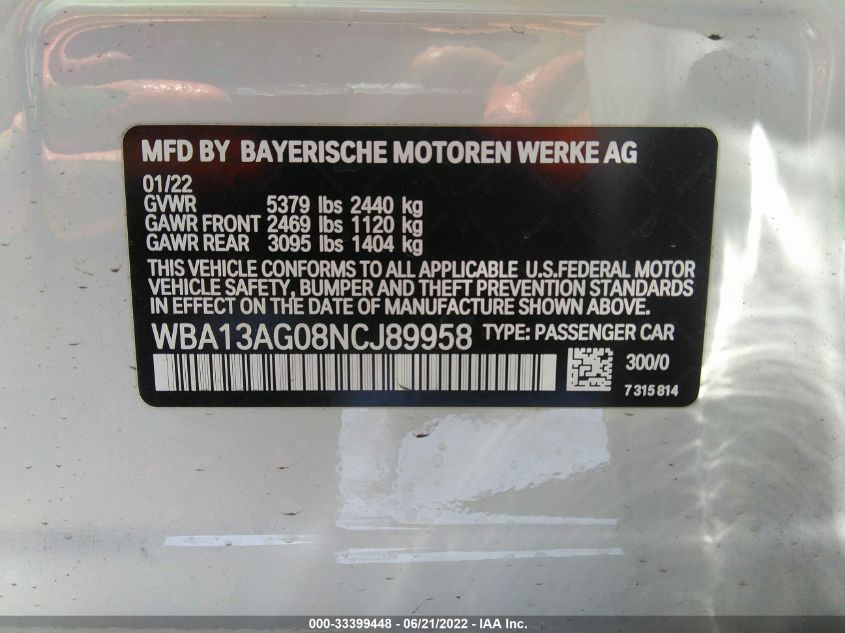 MFD BY BAYERISCHE MOTOREN WERKE AG
01/22
GVWR 5379 lbs 2440 kg
GAWR FRONT 2469 lbs 1120 kg
GAWR REAR 3095 lbs 1404 kg
THIS VEHICLE CONFORMS TO ALL APPLICABLE U.S.FEDERAL MOTOR
VEHICLE SAFETY, BUMPER AND THEFT PREVENTION STANDARDS
IN EFFECT ON THE DATE OF MANUFACTURE SHOWN ABOVE.
WBA13AG08NCJ89958 TYPE: PASSENGER CAR
300/0
7 315 814
000-33399448 - 06/21/2022 - IAA Inc.